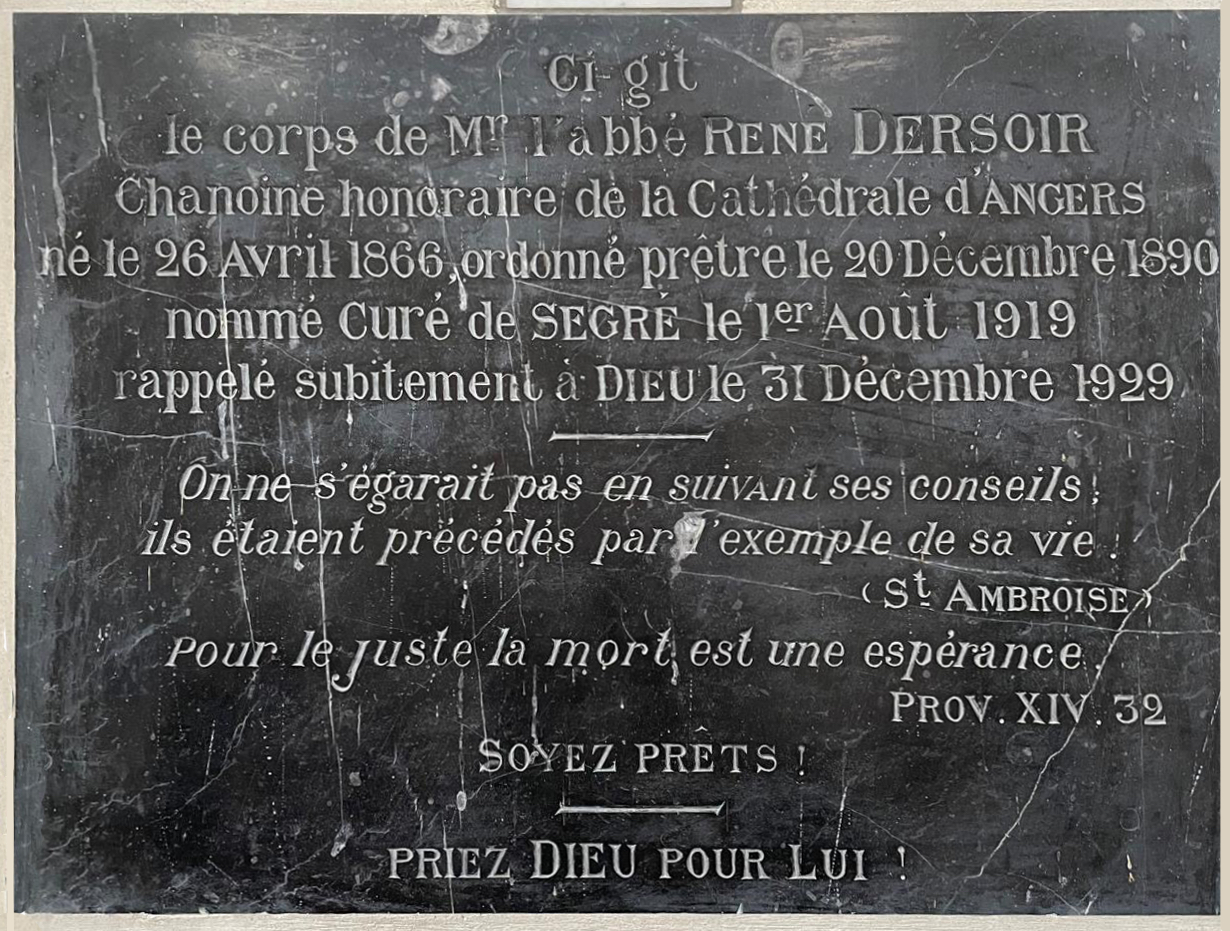 Ci-gît
le corps de Mr l'abbé RENÉ DERSOIR
Chanoine honoraire de la Cathédrale d'ANGERS
né le 26 Avril 1866, ordonné prêtre le 20 Décembre 1890
nommé Curé de SEGRÉ le 1er Août 1919
rappelé subitement à DIEU le 31 Décembre 1929
On ne s'égarait pas en suivant ses conseils;
ils étaient précédés par l'exemple de sa vie !
(St AMBROISE)
Pour le juste la mort est une espérance.
PROV. XIV. 32
SOYEZ PRÊTS !
PRIEZ DIEU POUR LUI !